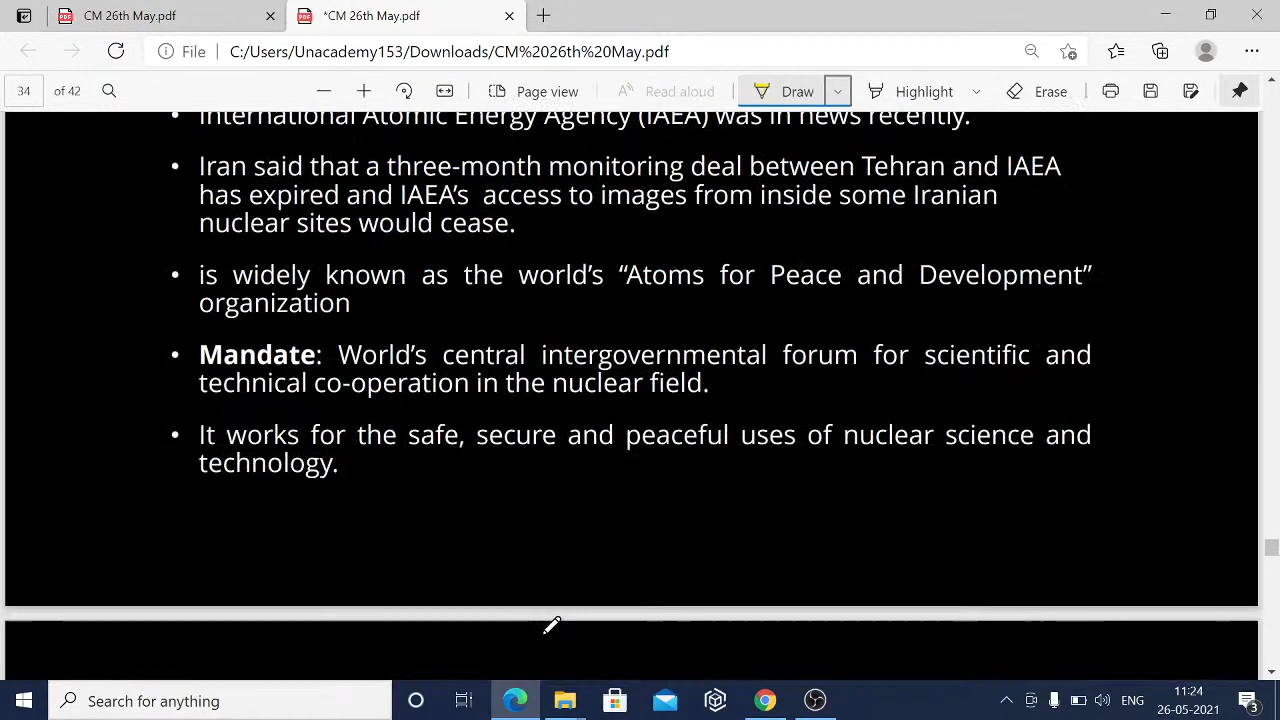 CM 26th May.pdf
*CM 26th May.pdf
File
C:/Users/Unacademy153/Downloads/CM%2026th%20May.pdf
34 of 42
Page view
Read aloud
Draw
Highlight
Erase
• International Atomic Energy Agency (IAEA) was in news recently.
• Iran said that a three-month monitoring deal between Tehran and IAEA
has expired and IAEA’s access to images from inside some Iranian
nuclear sites would cease.
• is widely known as the world’s “Atoms for Peace and Development”
organization
• Mandate: World’s central intergovernmental forum for scientific and
technical co-operation in the nuclear field.
• It works for the safe, secure and peaceful uses of nuclear science and
technology.
Search for anything
ENG
11:24
26-05-2021
3